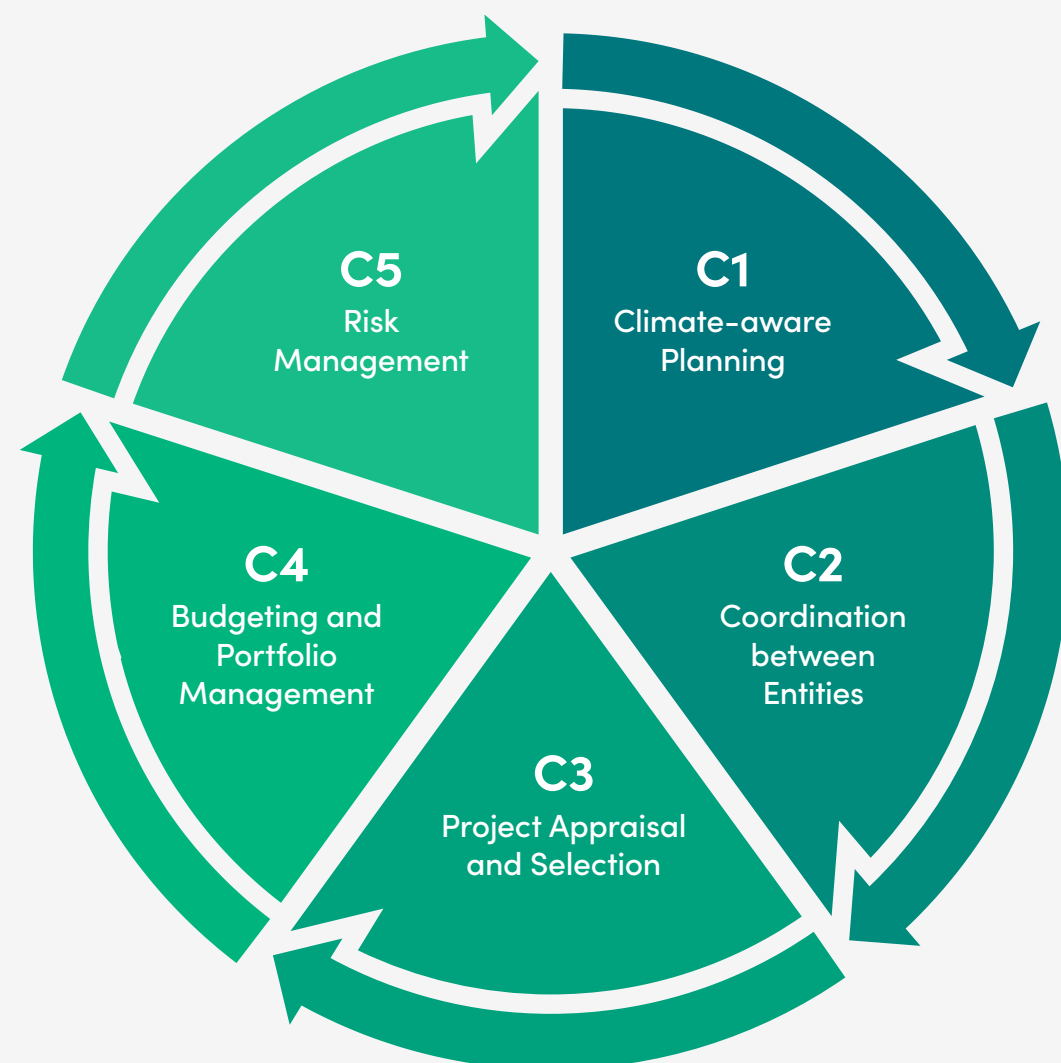 C1
Climate-aware
Planning
C2
Coordination
between
Entities
C3
Project Appraisal
and Selection
C4
Budgeting and
Portfolio
Management
C5
Risk
Management